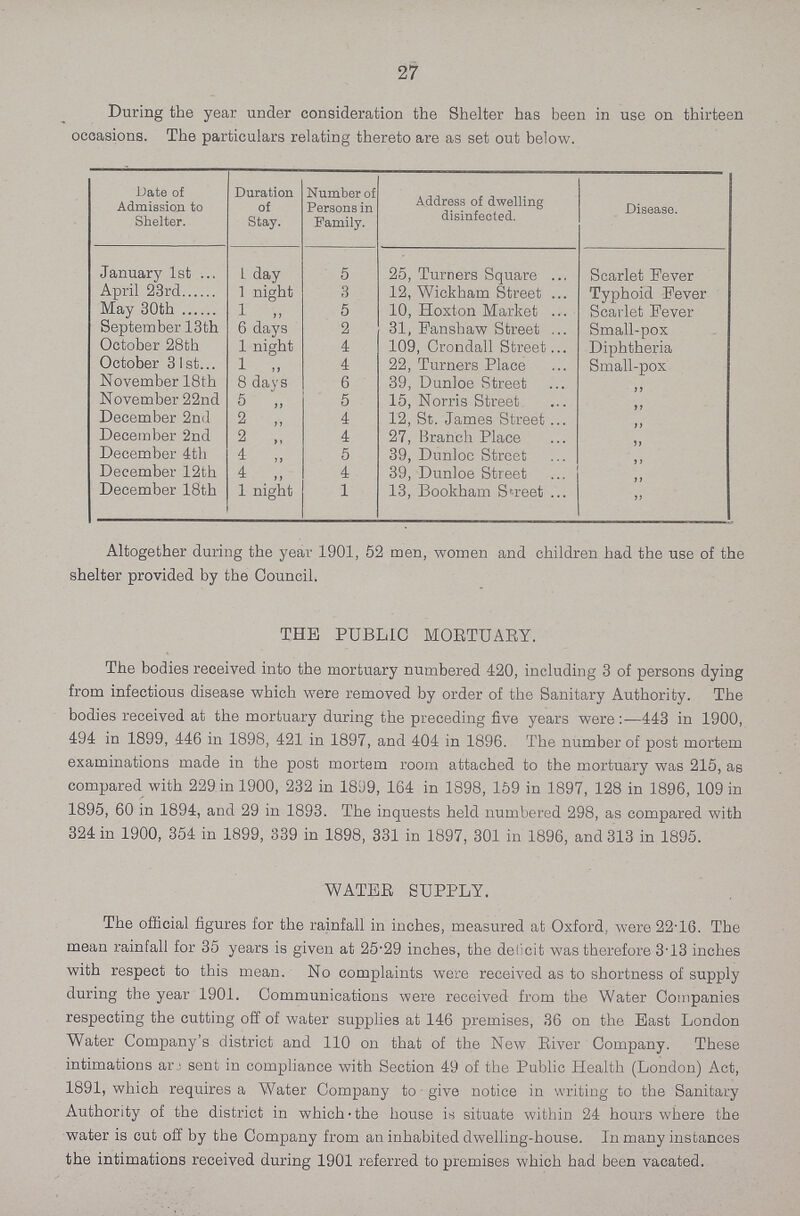 27
During the year under consideration the Shelter has been in use on thirteen
occasions. The particulars relating thereto are as set out below.
Date of Admission to Shelter. | Duration of Stay. | Number of Persons in Family. | Address of dwelling disinfected. | Disease.
January 1st ... | 1 day | 5 | 25, Turners Square ... | Scarlet Fever
April 23rd...... | 1 night | 3 | 12, Wickham Street ... | Typhoid Fever
May 30th ...... | 1 ,, | 5 | 10, Hoxton Market ... | Scarlet Fever
September 13th | 6 days | 2 | 31, Fanshaw Street ... | Small-pox
October 28th | 1 night | 4 | 109, Crondall Street... | Diphtheria
October 31st... | 1 ,, | 4 | 22, Turners Place ... | Small-pox
November 18th | 8 days | 6 | 39, Dunloe Street ... | ,,
November 22nd | 5 ,, | 5 | 15, Norris Street ... | ,,
December 2nd | 2 ,, | 4 | 12, St. James Street ... | ,,
December 2nd | 2 ,, | 4 | 27, Branch Place ... | ,,
December 4th | 4 ,, | 5 | 39, Dunloe Street ... | ,,
December 12th | 4 ,, | 4 | 39, Dunloe Street ... | ,,
December 18th | 1 night | 1 | 13, Bookham Street ... | ,,
Altogether during the year 1901, 52 men, women and children had the use of the
shelter provided by the Council.
THE PUBLIC MORTUARY.
The bodies received into the mortuary numbered 420, including 3 of persons dying
from infectious disease which were removed by order of the Sanitary Authority. The
bodies received at the mortuary during the preceding five years were:—443 in 1900,
494 in 1899, 446 in 1898, 421 in 1897, and 404 in 1896. The number of post mortem
examinations made in the post mortem room attached to the mortuary was 215, as
compared with 229 in 1900, 232 in 1899, 164 in 1898, 159 in 1897, 128 in 1896, 109 in
1895, 60 in 1894, and 29 in 1893. The inquests held numbered 298, as compared with
324 in 1900, 354 in 1899, 339 in 1898, 331 in 1897, 301 in 1896, and 313 in 1895.
WATER SUPPLY.
The official figures for the rainfall in inches, measured at Oxford, were 22·16. The
mean rainfall for 35 years is given at 25·29 inches, the deficit was therefore 3·13 inches
with respect to this mean. No complaints were received as to shortness of supply
during the year 1901. Communications were received from the Water Companies
respecting the cutting off of water supplies at 146 premises, 36 on the East London
Water Company's district and 110 on that of the New River Company. These
intimations are sent in compliance with Section 49 of the Public Health (London) Act,
1891, which requires a Water Company to give notice in writing to the Sanitary
Authority of the district in which the house is situate within 24 hours where the
water is cut off by the Company from an inhabited dwelling-house. In many instances
the intimations received during 1901 referred to premises which had been vacated.